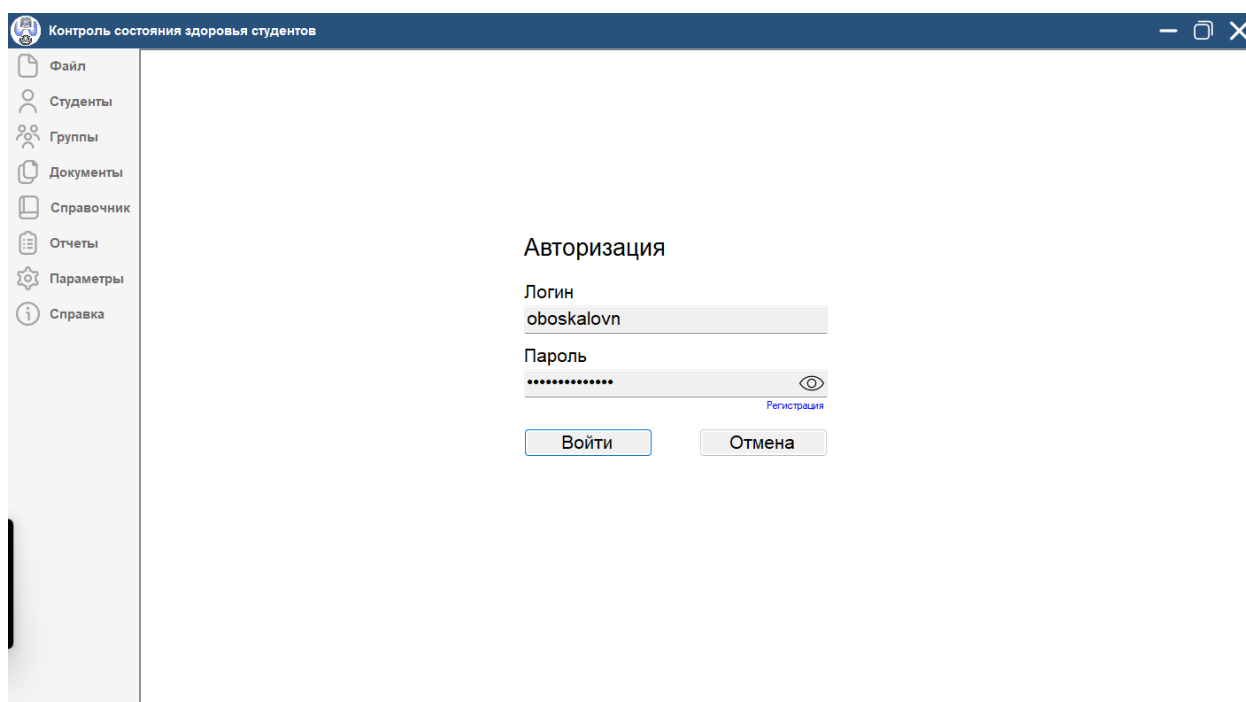 Контроль состояния здоровья студентов
Файл
Студенты
Группы
Документы
Справочник
Отчеты
Параметры
Справка
Авторизация
Логин
oboskalovn
Пароль
••••••••••••••
Регистрация
Войти
Отмена